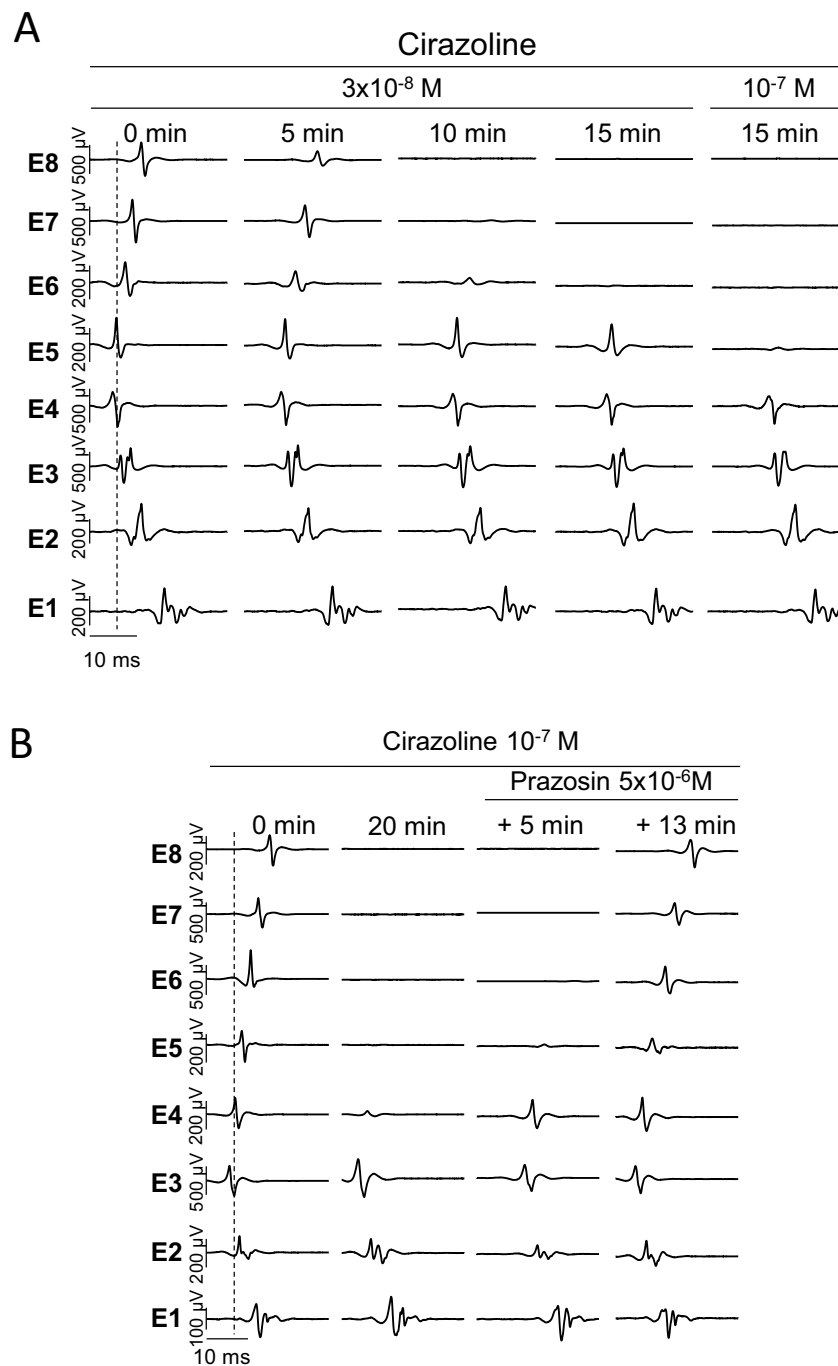 A
Cirazoline
3x10⁻⁸ M 10⁻⁷ M
0 min 5 min 10 min 15 min 15 min
E8 500 µV
E7 500 µV
E6 200 µV
E5 200 µV
E4 500 µV
E3 500 µV
E2 200 µV
E1 200 µV
10 ms
B
Cirazoline 10⁻⁷ M
Prazosin 5x10⁻⁶M
0 min 20 min + 5 min + 13 min
E8 200 µV
E7 500 µV
E6 500 µV
E5 200 µV
E4 200 µV
E3 500 µV
E2 200 µV
E1 100 µV
10 ms